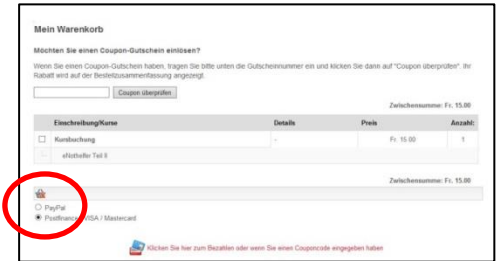 Mein Warenkorb
Möchten Sie einen Coupon-Gutschein einlösen?
Wenn Sie einen Coupon-Gutschein haben, tragen Sie bitte unten die Gutscheinnummer ein und klicken Sie dann auf "Coupon überprüfen". Ihr
Rabatt wird auf der Bestellzusammenfassung angezeigt.
Coupon überprüfen
Zwischensumme: Fr. 15.00
Einschreibung/Kurse Details Preis Anzahl:
Kursbuchung - Fr. 15.00 1
eNothelfer Teil II
Zwischensumme: Fr. 15.00
PayPal
Postfinance, VISA / Mastercard
Klicken Sie hier zum Bezahlen oder wenn Sie einen Couponcode eingegeben haben